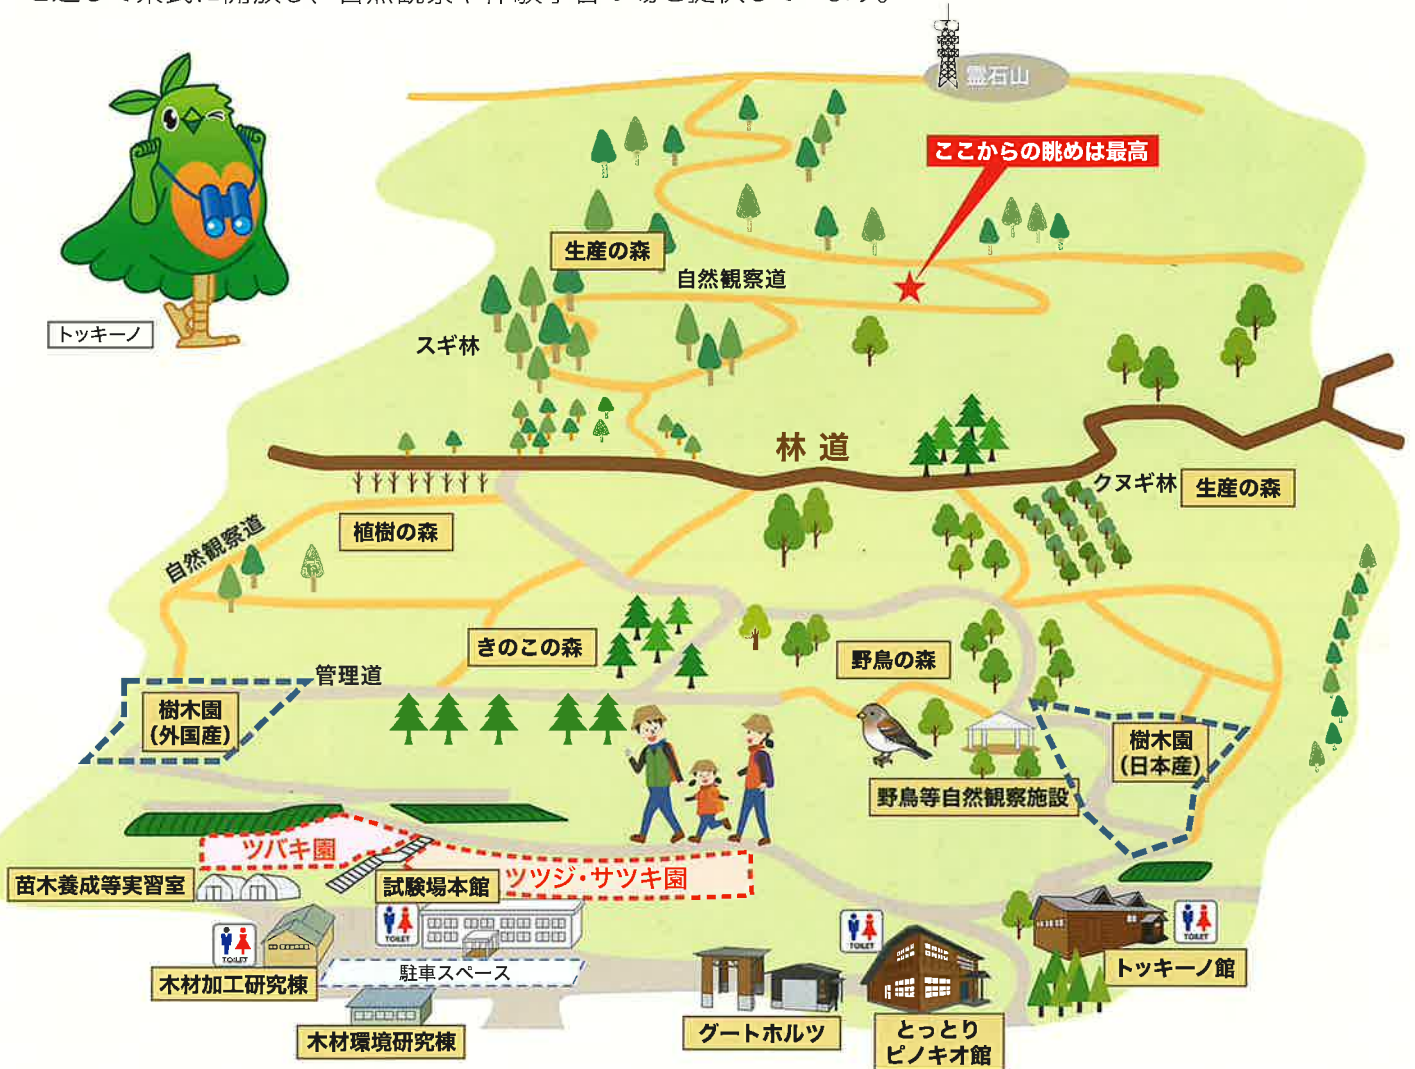 霊石山
ここからの眺めは最高
生産の森
自然観察道
トッキーノ
スギ林
林道
クヌギ林
生産の森
植樹の森
自然観察道
きのこの森
野鳥の森
管理道
樹木園
(外国産)
樹木園
(日本産)
野鳥等自然観察施設
ツバキ園
ツツジ・サツキ園
苗木養成等実習室
試験場本館
TOILET
TOILET
TOILET
TOILET
駐車スペース
木材加工研究棟
トッキーノ館
木材環境研究棟
グートホルツ
とっとり
ピノキオ館